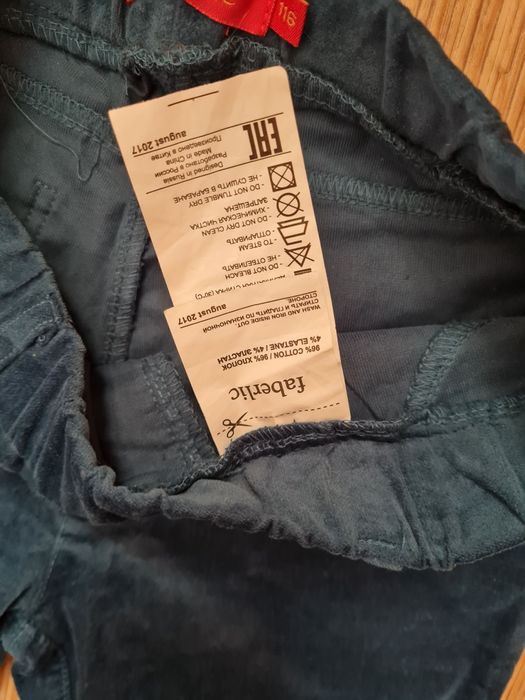 116
faberlic
96% COTTON / 96% ХЛОПОК
4% ELASTANE / 4% ЭЛАСТАН
WASH AND IRON INSIDE OUT
СТИРАТЬ И ГЛАДИТЬ ПО ИЗНАНОЧНОЙ
СТОРОНЕ
august 2017
СТИРКА (30°C)
- DO NOT BLEACH
- НЕ ОТБЕЛИВАТЬ
- TO STEAM
- ОТПАРИВАТЬ
- DO NOT DRY CLEAN
- ХИМИЧЕСКАЯ ЧИСТКА
ЗАПРЕЩЕНА
- DO NOT TUMBLE DRY
- НЕ СУШИТЬ В БАРАБАНЕ
EAC
Designed in Russia
Разработано в России
Made in China
Произведено в Китае
august 2017